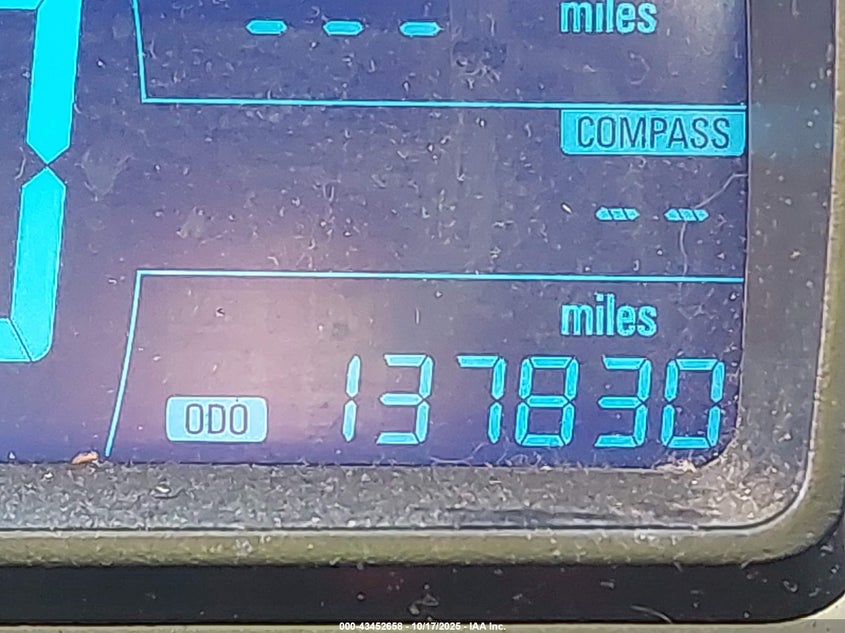 --- miles
COMPASS
-- 
miles
ODO 137830
000-43452658 - 10/17/2025 - IAA Inc.